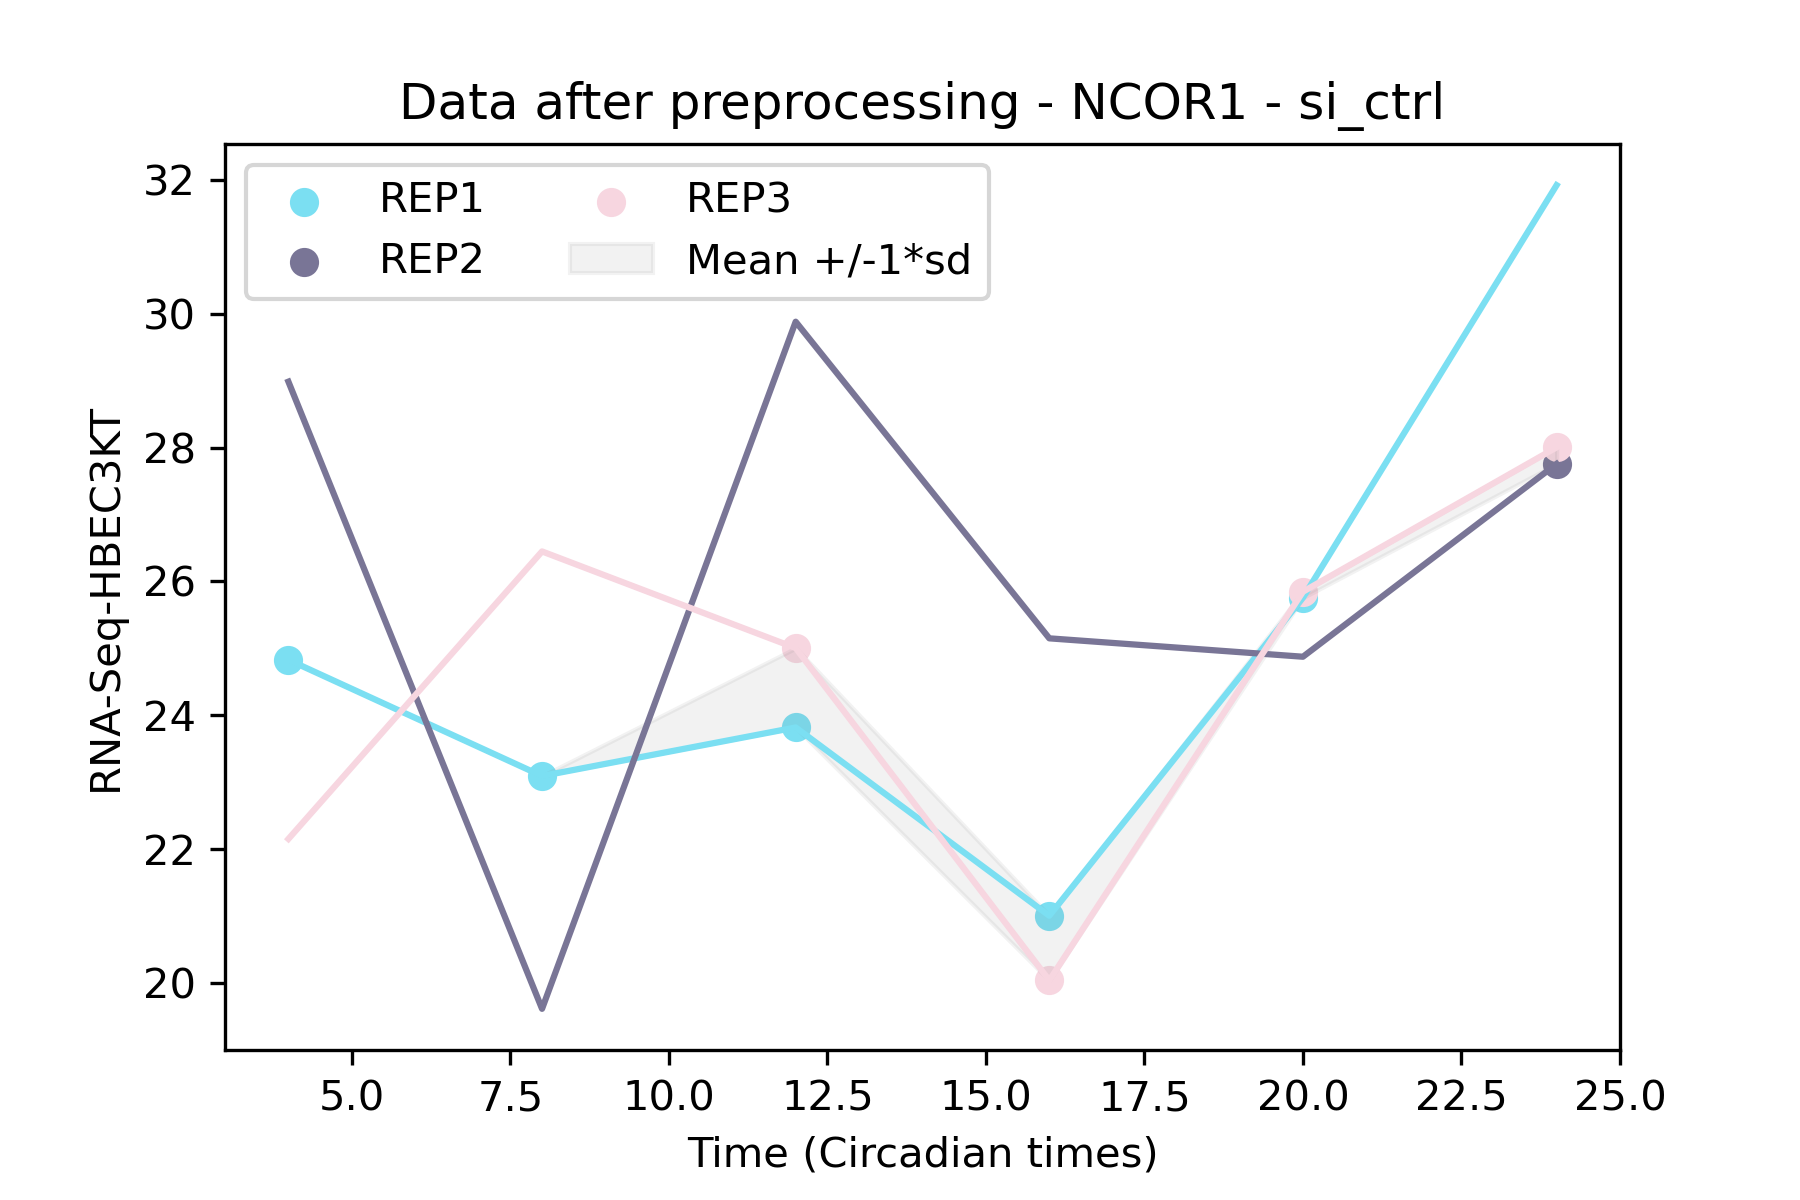 Data after preprocessing - NCOR1 - si_ctrl
REP1
REP2
REP3
Mean +/-1*sd
RNA-Seq-HBEC3KT
32
30
28
26
24
22
20
5.0 7.5 10.0 12.5 15.0 17.5 20.0 22.5 25.0
Time (Circadian times)